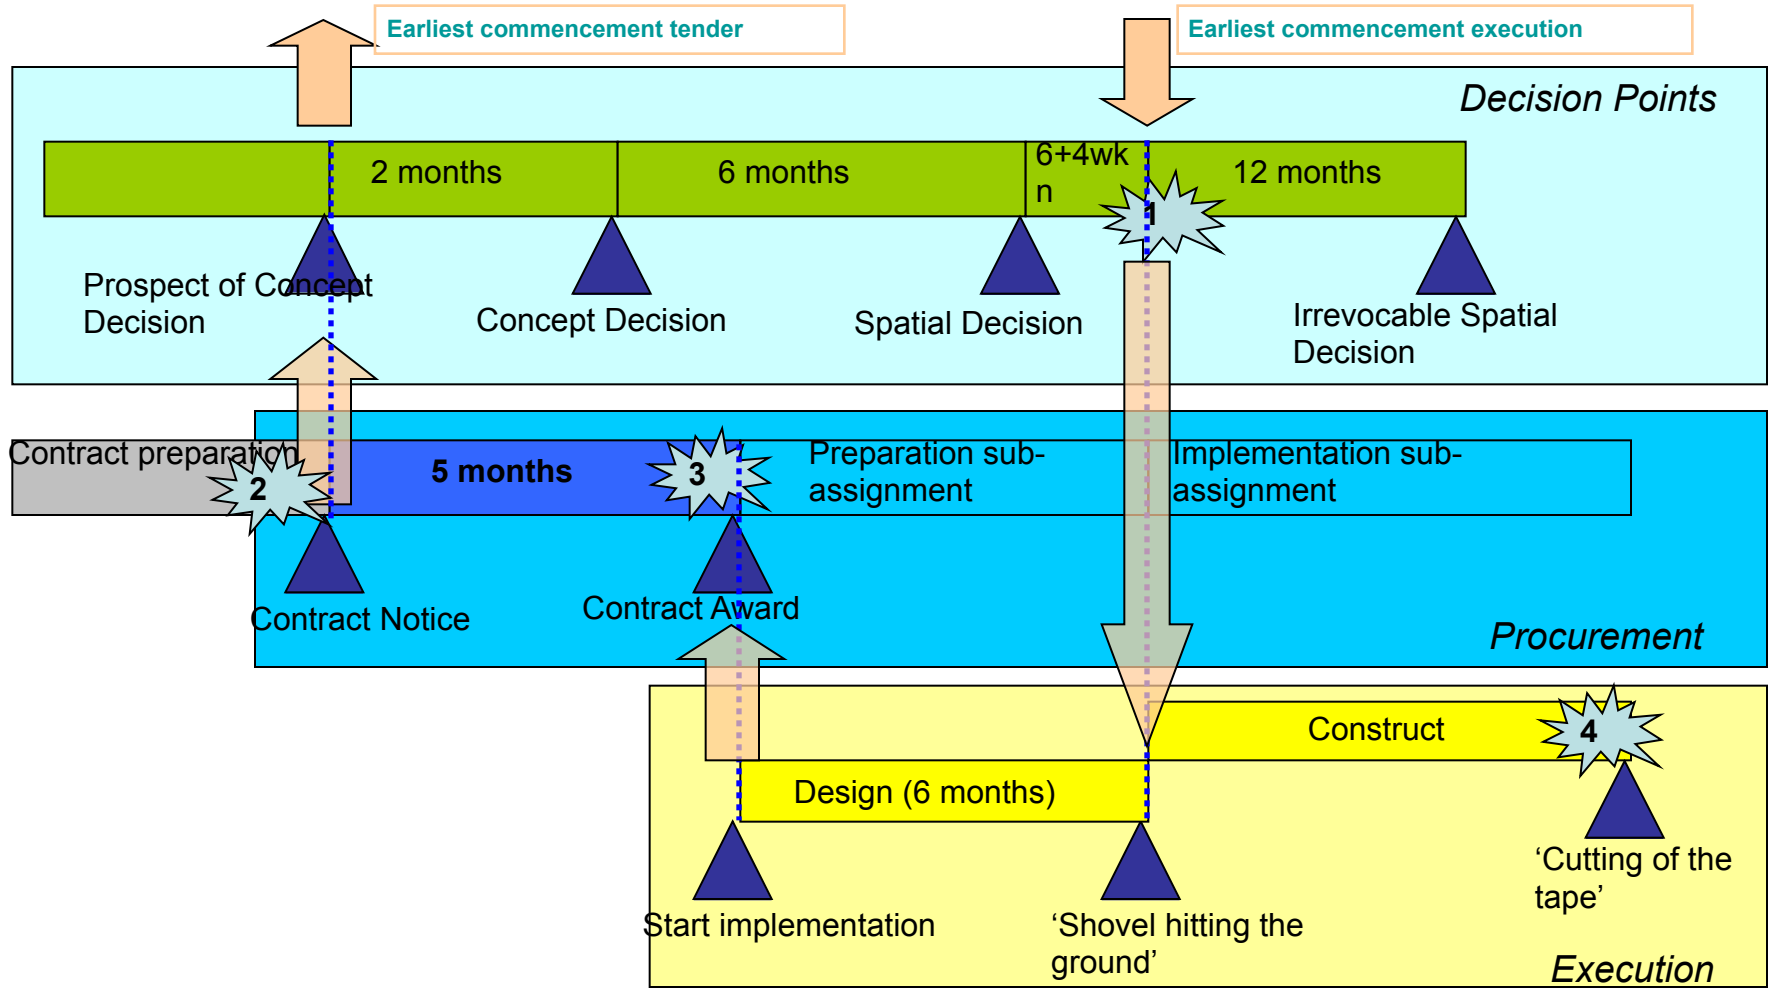 Earliest commencement tender
Earliest commencement execution
Decision Points
2 months
6 months
6+4wk
n
12 months
1
Prospect of Concept
Decision
Concept Decision
Spatial Decision
Irrevocable Spatial
Decision
Contract preparation
2
5 months
3
Preparation sub-
assignment
Implementation sub-
assignment
Contract Notice
Contract Award
Procurement
Construct
4
Design (6 months)
Start implementation
‘Shovel hitting the
ground’
‘Cutting of the
tape’
Execution